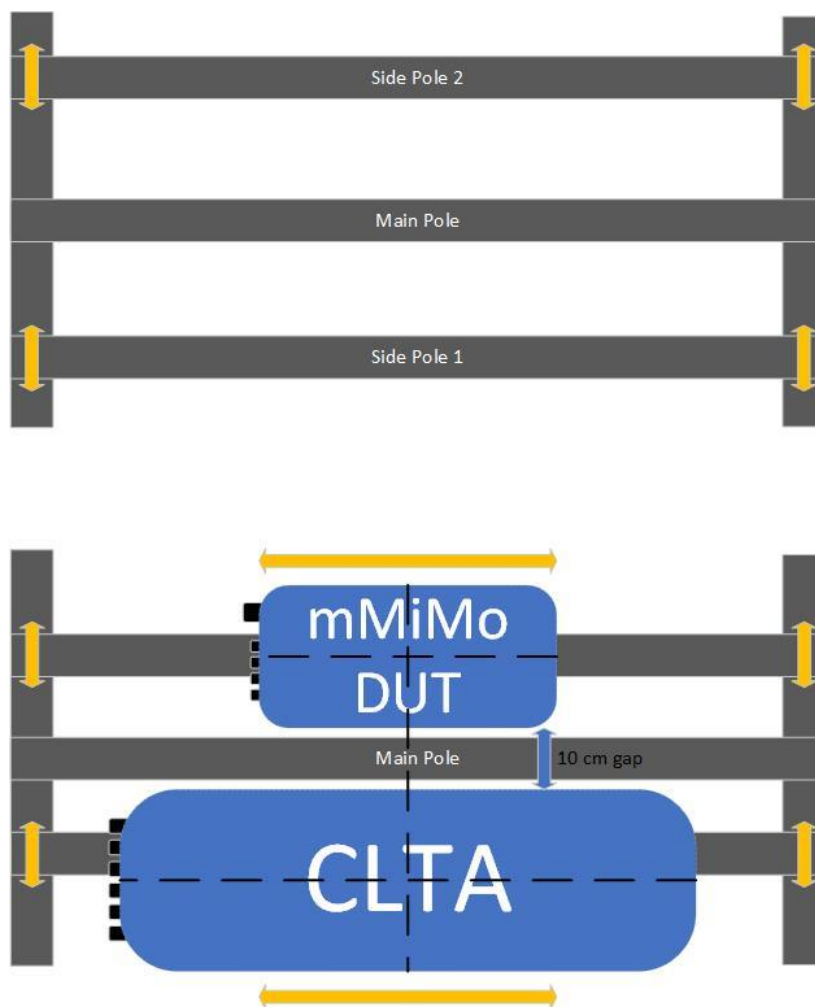 Side Pole 2
Main Pole
Side Pole 1
mMiMo
DUT
Main Pole
10 cm gap
CLTA